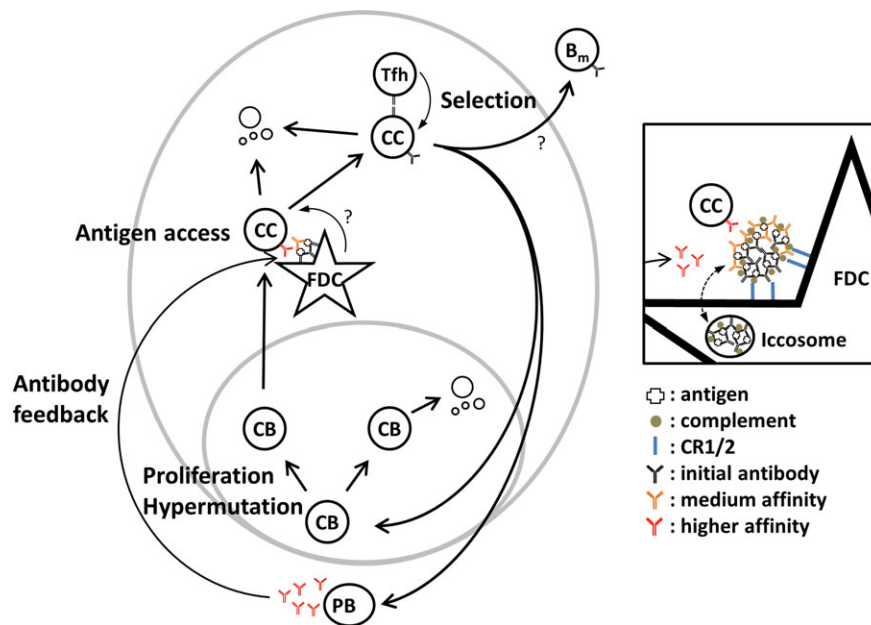 B_m
Tfh
Selection
CC
?
CC
Antigen access
?
FDC
CC
FDC
Iccosome
Antibody
feedback
CB
CB
Proliferation
Hypermutation
CB
PB
: antigen
: complement
: CR1/2
: initial antibody
: medium affinity
: higher affinity